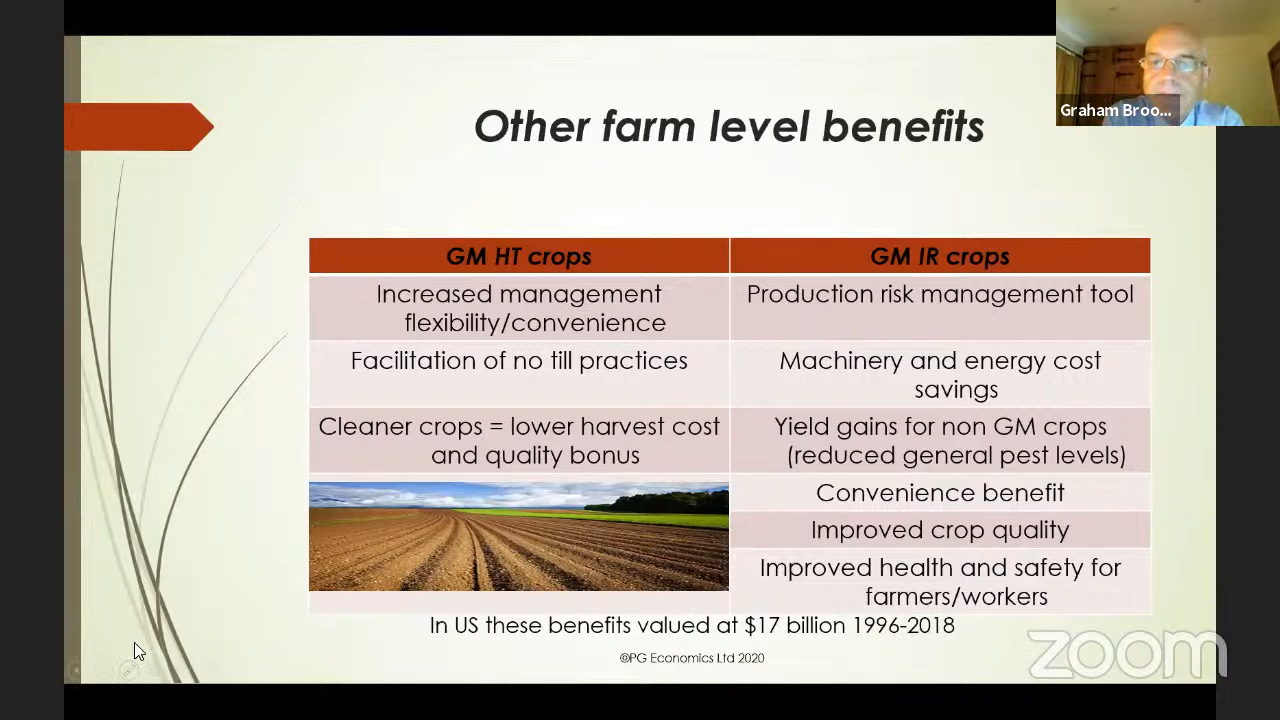 Graham Broo...
Other farm level benefits
GM HT crops
GM IR crops
Increased management
flexibility/convenience
Production risk management tool
Facilitation of no till practices
Machinery and energy cost
savings
Cleaner crops = lower harvest cost
and quality bonus
Yield gains for non GM crops
(reduced general pest levels)
Convenience benefit
Improved crop quality
Improved health and safety for
farmers/workers
In US these benefits valued at $17 billion 1996-2018
©PG Economics Ltd 2020
zoom